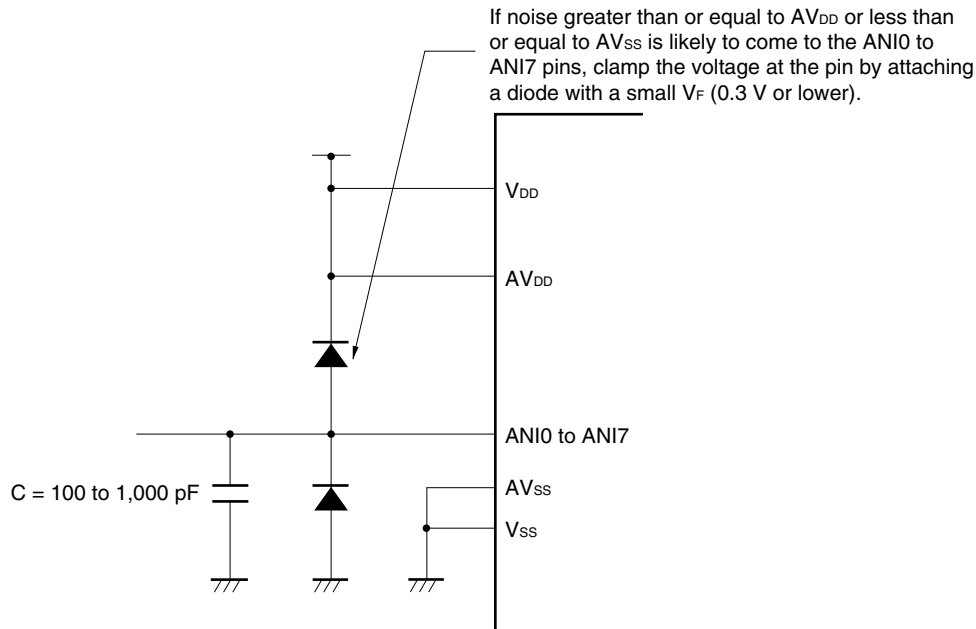 If noise greater than or equal to AVDD or less than
or equal to AVSS is likely to come to the ANI0 to
ANI7 pins, clamp the voltage at the pin by attaching
a diode with a small VF (0.3 V or lower).
VDD
AVDD
ANI0 to ANI7
C = 100 to 1,000 pF
AVSS
VSS